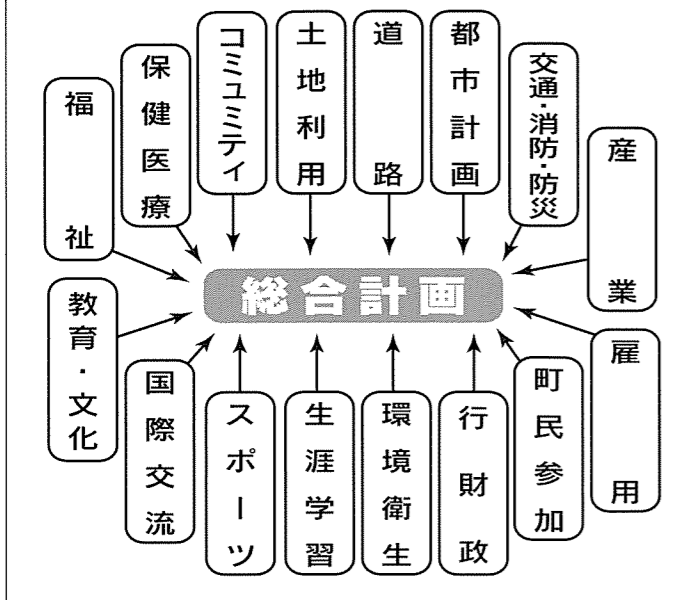 福祉
保健医療
コミュミティ
土地利用
道路
都市計画
交通・消防・防災
産業
総合計画
教育・文化
国際交流
スポーツ
生涯学習
環境衛生
行財政
町民参加
雇用